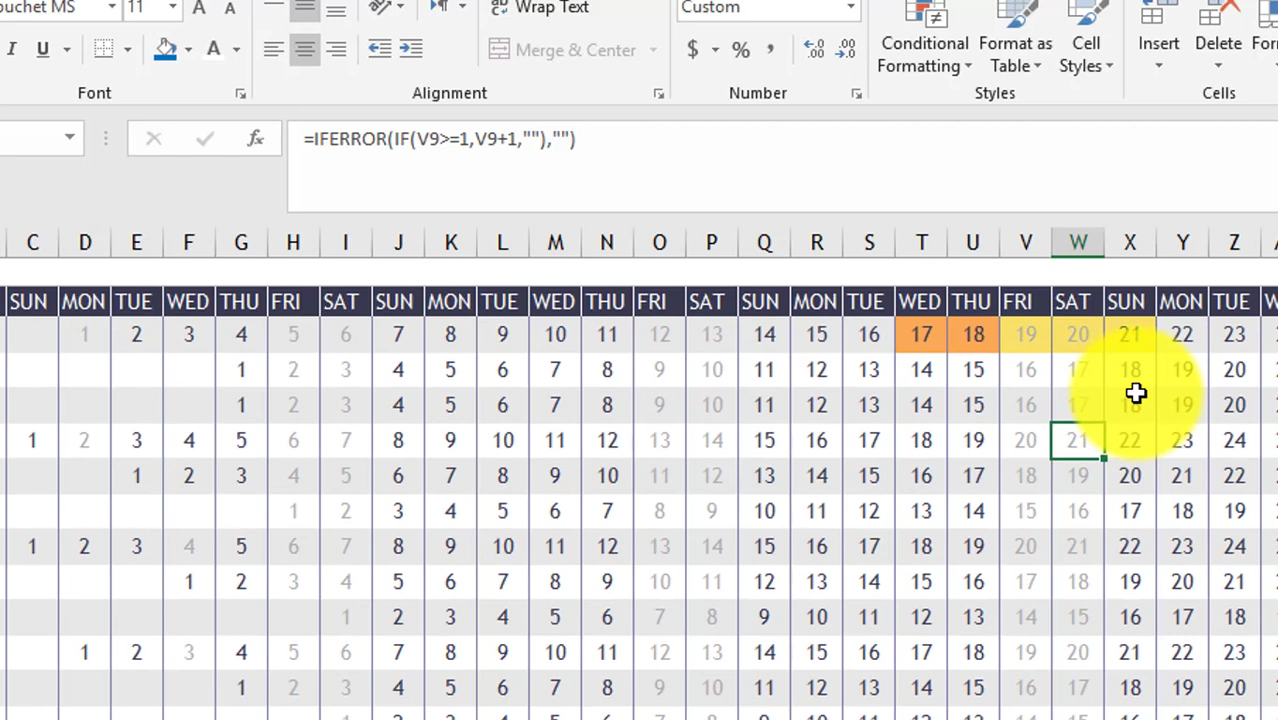 ouchet MS 11 A A Wrap Text Custom
I U A Merge & Center $ % , .00 .00 Conditional Format as Cell Insert Delete
Formatting Table Styles
Font Alignment Number Styles Cells
fx =IFERROR(IF(V9>=1,V9+1,""),"")
C D E F G H I J K L M N O P Q R S T U V W X Y Z
SUN MON TUE WED THU FRI SAT SUN MON TUE WED THU FRI SAT SUN MON TUE WED THU FRI SAT SUN MON TUE
1 2 3 4 5 6 7 8 9 10 11 12 13 14 15 16 17 18 19 20 21 22 23
1 2 3 4 5 6 7 8 9 10 11 12 13 14 15 16 17 18 19 20
1 2 3 4 5 6 7 8 9 10 11 12 13 14 15 16 17 18 19 20
1 2 3 4 5 6 7 8 9 10 11 12 13 14 15 16 17 18 19 20 21 22 23 24
1 2 3 4 5 6 7 8 9 10 11 12 13 14 15 16 17 18 19 20 21 22
1 2 3 4 5 6 7 8 9 10 11 12 13 14 15 16 17 18 19
1 2 3 4 5 6 7 8 9 10 11 12 13 14 15 16 17 18 19 20 21 22 23 24
1 2 3 4 5 6 7 8 9 10 11 12 13 14 15 16 17 18 19 20 21
1 2 3 4 5 6 7 8 9 10 11 12 13 14 15 16 17 18
1 2 3 4 5 6 7 8 9 10 11 12 13 14 15 16 17 18 19 20 21 22 23
1 2 3 4 5 6 7 8 9 10 11 12 13 14 15 16 17 18 19 20